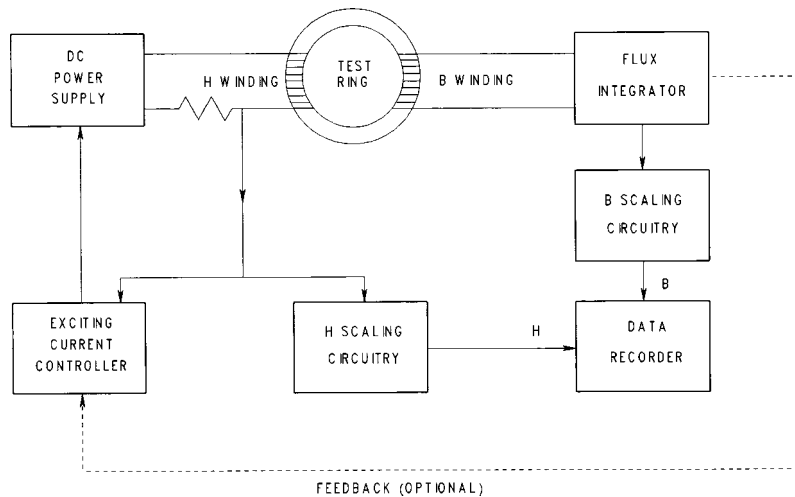 DC
POWER
SUPPLY
H WINDING
TEST
RING
B WINDING
FLUX
INTEGRATOR
B SCALING
CIRCUITRY
B
EXCITING
CURRENT
CONTROLLER
H SCALING
CIRCUITRY
H
DATA
RECORDER
FEEDBACK (OPTIONAL)